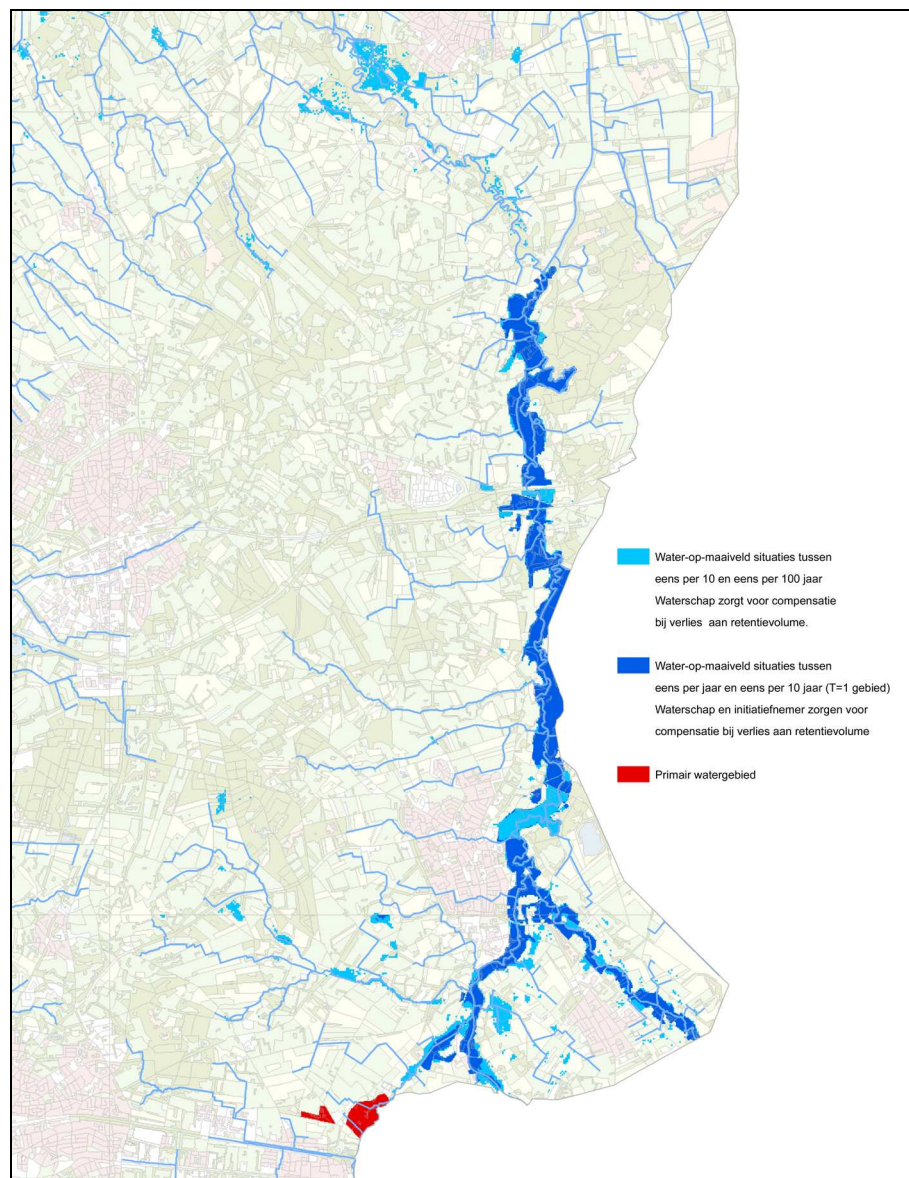 Water-op-maaiveld situaties tussen
eens per 10 en eens per 100 jaar
Waterschap zorgt voor compensatie
bij verlies aan retentievolume.
Water-op-maaiveld situaties tussen
eens per jaar en eens per 10 jaar (T=1 gebied)
Waterschap en initiatiefnemer zorgen voor
compensatie bij verlies aan retentievolume
Primair watergebied